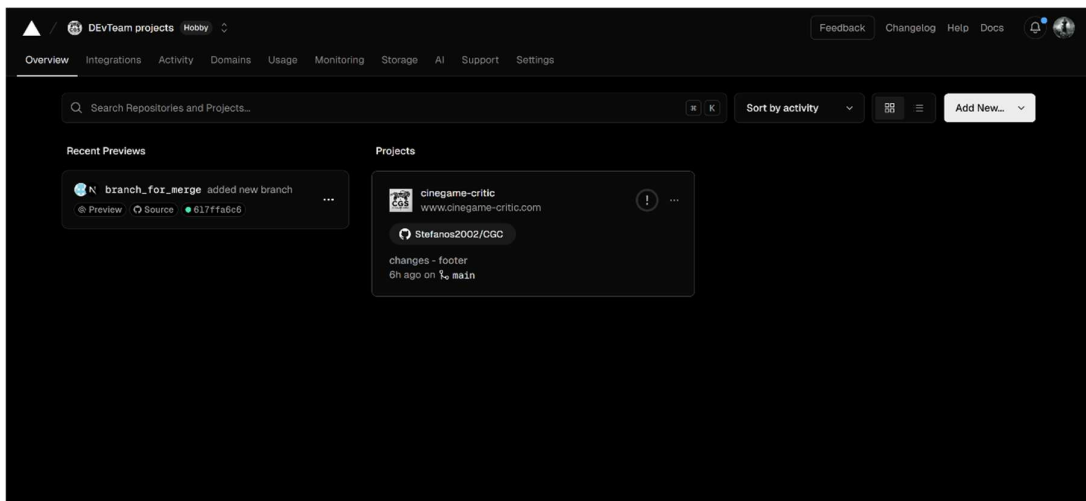 DEvTeam projects Hobby
Feedback Changelog Help Docs
Overview Integrations Activity Domains Usage Monitoring Storage AI Support Settings
Search Repositories and Projects... ⌘ K
Sort by activity
Add New...
Recent Previews
N branch_for_merge added new branch
Preview Source 617ffa6c6
Projects
CGS
cinegame-critic
www.cinegame-critic.com
Stefanos2002/CGC
changes - footer
6h ago on main